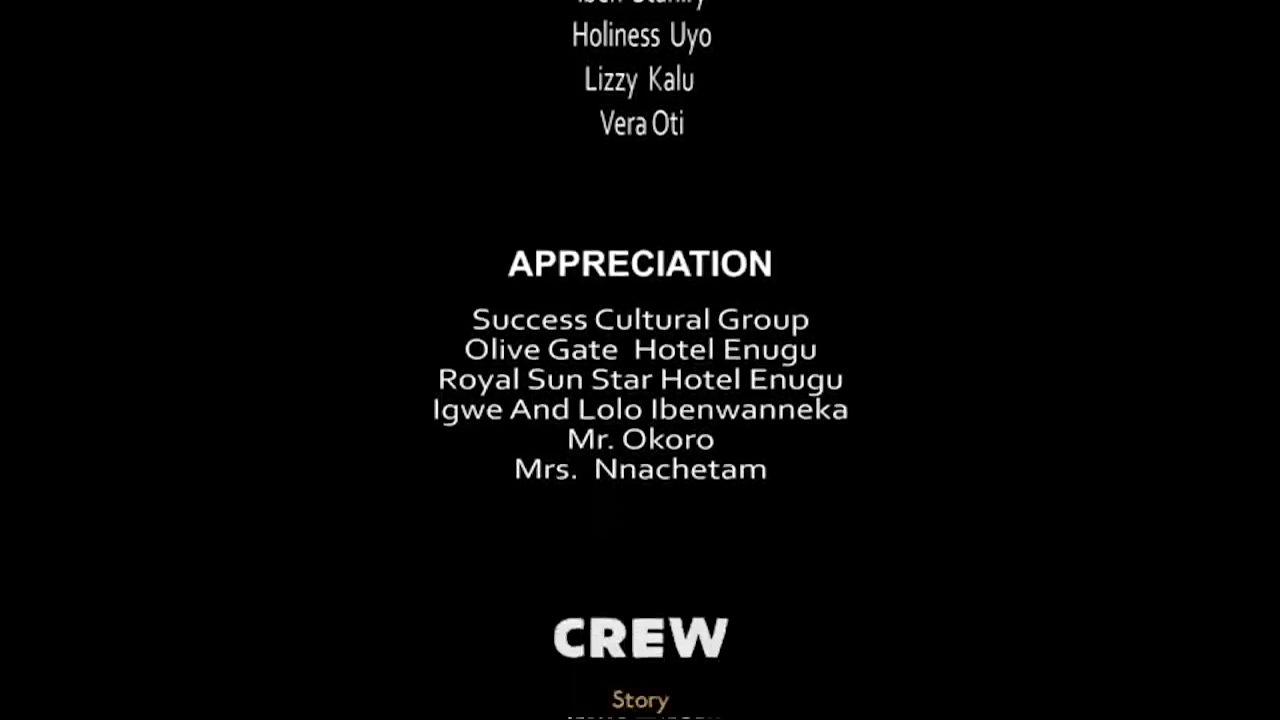 Holiness Uyo
Lizzy Kalu
Vera Oti
APPRECIATION
Success Cultural Group
Olive Gate Hotel Enugu
Royal Sun Star Hotel Enugu
Igwe And Lolo Ibenwanneka
Mr. Okoro
Mrs. Nnachetam
CREW
Story